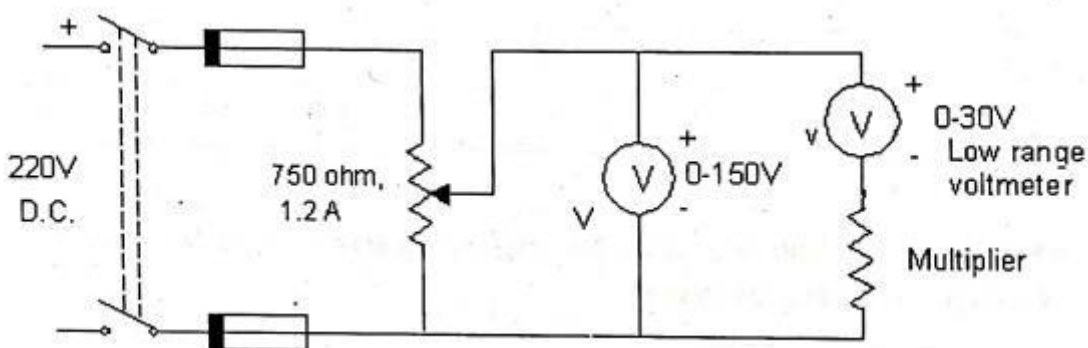 +
220V
D.C.
750 ohm,
1.2 A
V
+
0-150V
-
V
V
+
0-30V
v
-
Low range
voltmeter
Multiplier